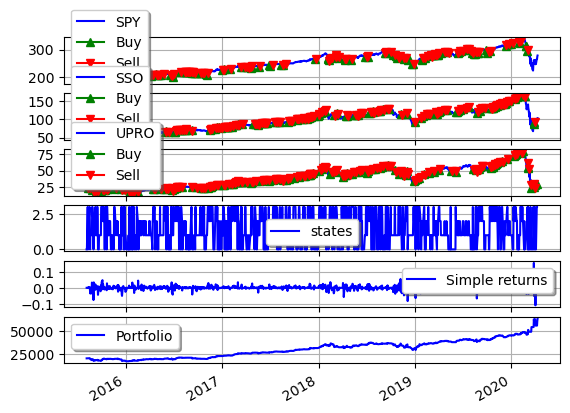 SPY
Buy
Sell
300
200
SSO
Buy
Sell
150
100
50
UPRO
Buy
Sell
75
50
25
states
2.5
0.0
Simple returns
0.1
0.0
−0.1
Portfolio
50000
25000
2016 2017 2018 2019 2020